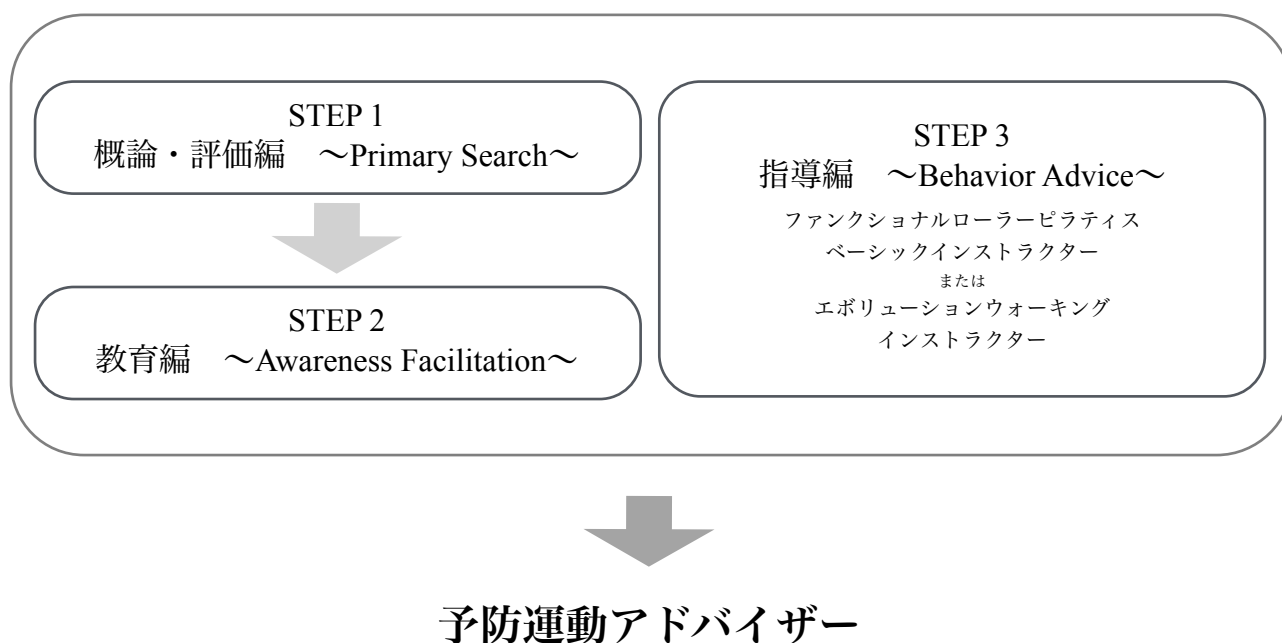 STEP 1
概論・評価編　〜Primary Search〜
STEP 2
教育編　〜Awareness Facilitation〜
STEP 3
指導編　〜Behavior Advice〜
ファンクショナルローラーピラティス
ベーシックインストラクター
または
エボリューションウォーキング
インストラクター
予防運動アドバイザー